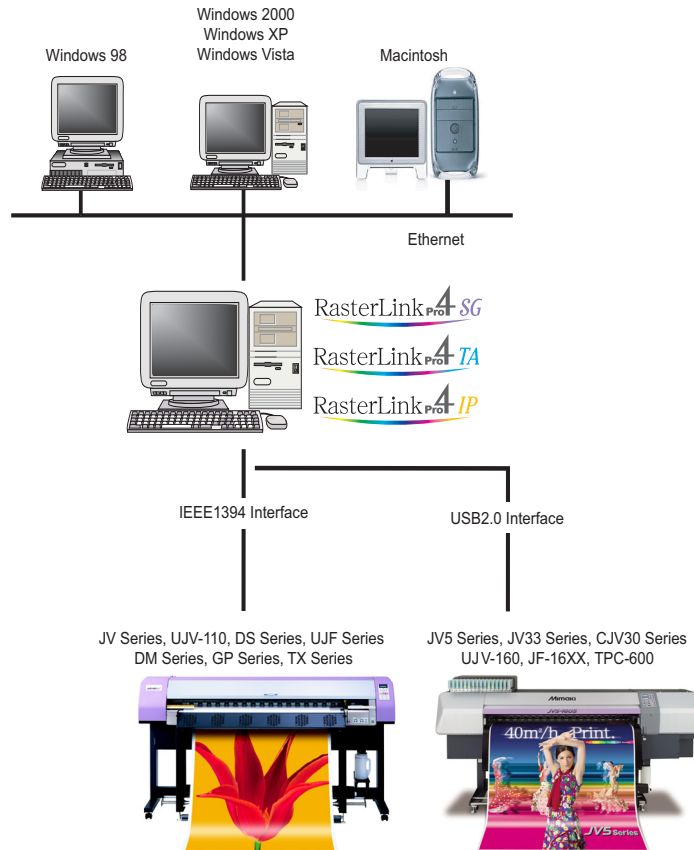 Windows 98
Windows 2000
Windows XP
Windows Vista
Macintosh
Ethernet
RasterLink Pro 4 SG
RasterLink Pro 4 TA
RasterLink Pro 4 IP
IEEE1394 Interface
USB2.0 Interface
JV Series, UJV-110, DS Series, UJF Series
DM Series, GP Series, TX Series
JV5 Series, JV33 Series, CJV30 Series
UJV-160, JF-16XX, TPC-600
Mimaki
JV5-160S
40m²/h Print.
JV5 Series